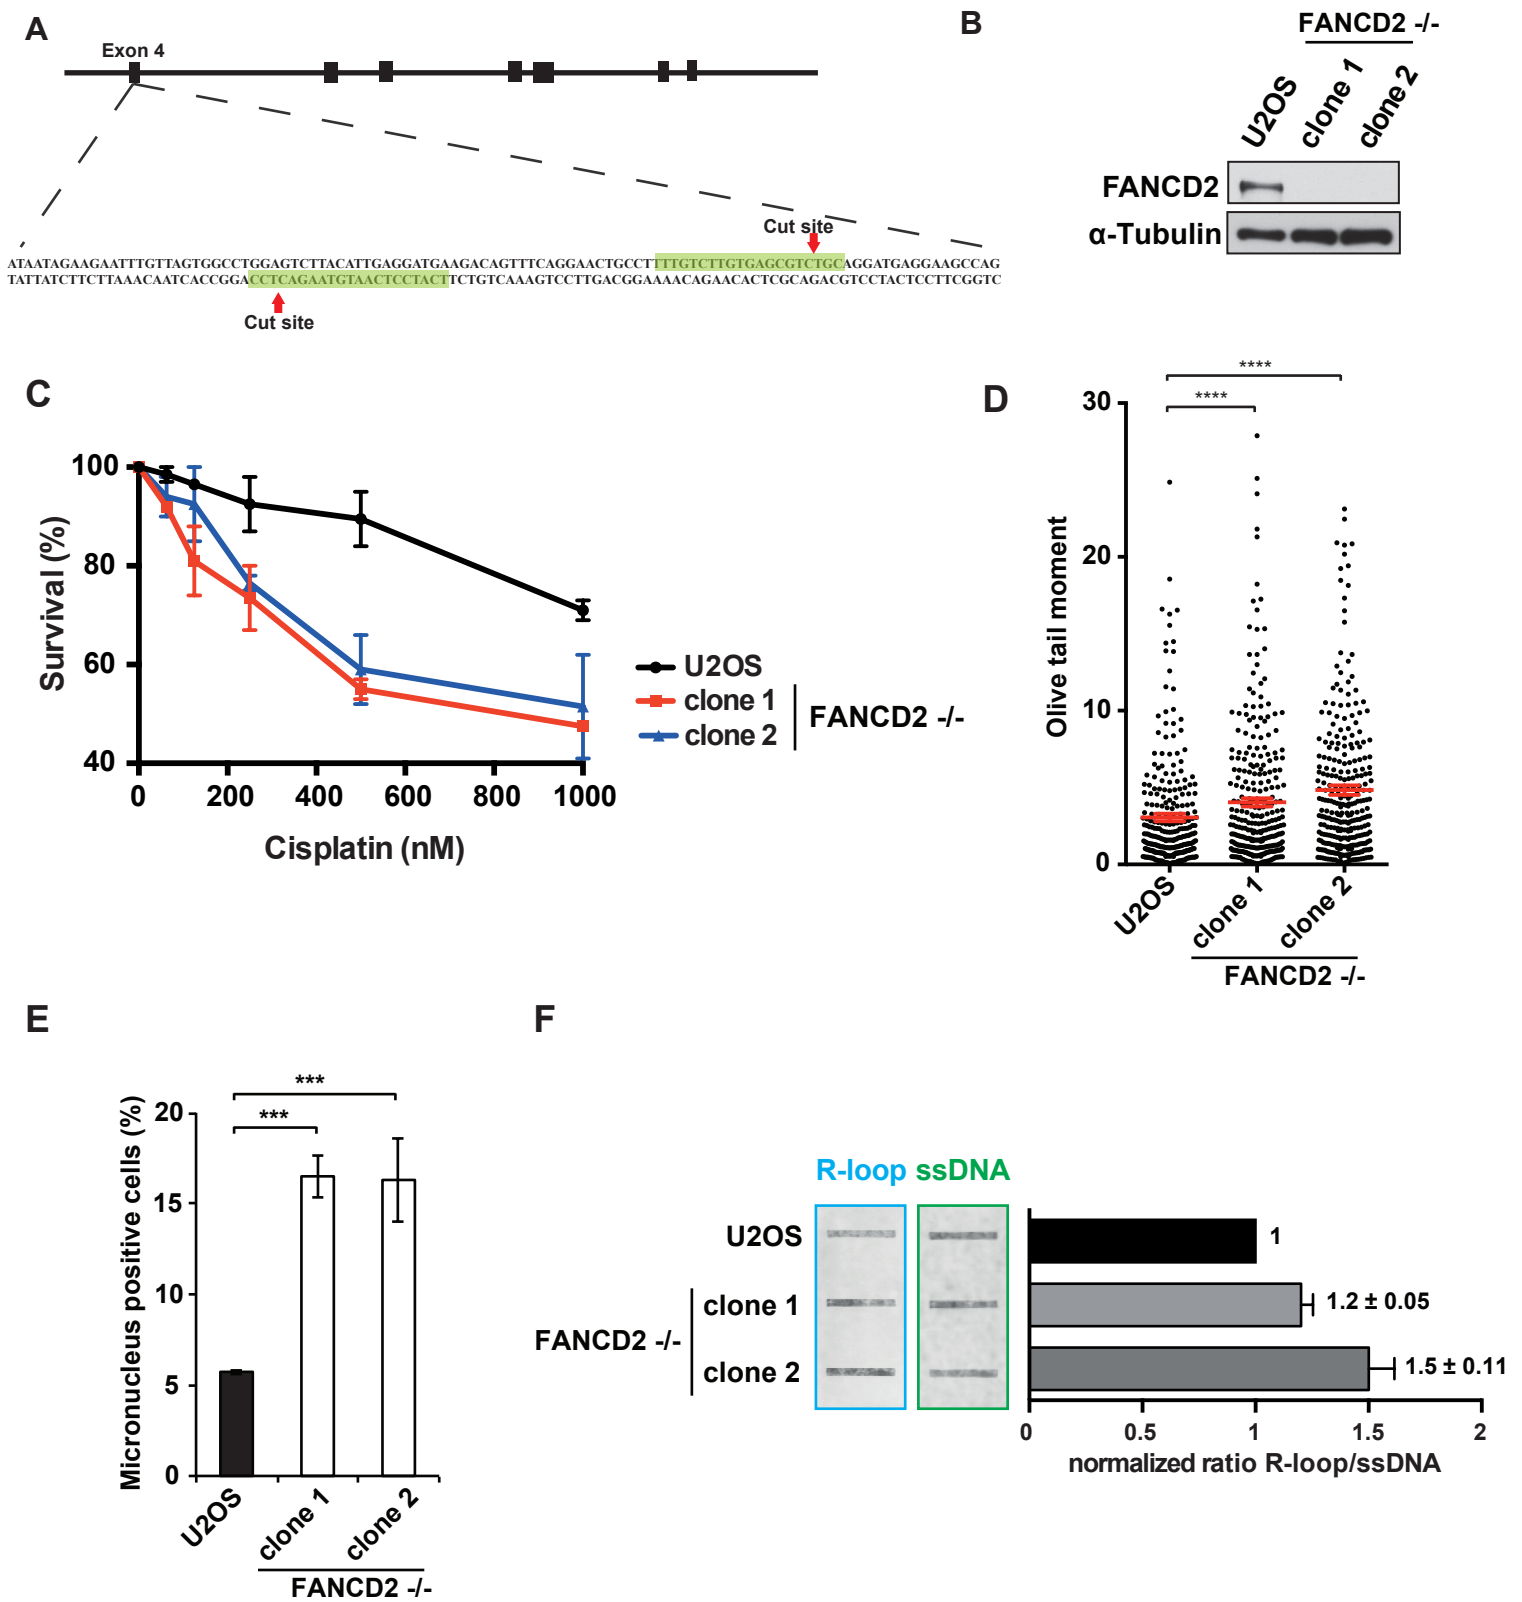 A
Exon 4
Cut site
ATAATAGAAGAATTTGTTAGTGGCCTGGAGTCTTACATTGAGGATGAAGACAGTTTCAGGAACTGCCTTTTGTCTTGTGAGCGTCTGCAGGATGAGGAAGCCAG
TATTATCTTCTTAAACAATCACCGGACCTCAGAATGTAACTCCTACTTCTGTCAAAGTCCTTGACGGAAAACAGAACACTCGCAGACGTCCTACTCCTTCGGTC
Cut site
B
FANCD2 -/-
U2OS
clone 1
clone 2
FANCD2
α-Tubulin
C
100
80
60
40
Survival (%)
0 200 400 600 800 1000
Cisplatin (nM)
U2OS
clone 1
clone 2
FANCD2 -/-
D
****
****
30
20
10
0
Olive tail moment
U2OS
clone 1
clone 2
FANCD2 -/-
E
***
***
20
15
10
5
0
Micronucleus positive cells (%)
U2OS
clone 1
clone 2
FANCD2 -/-
F
R-loop ssDNA
U2OS
clone 1
clone 2
FANCD2 -/-
1
1.2 ± 0.05
1.5 ± 0.11
0 0.5 1 1.5 2
normalized ratio R-loop/ssDNA